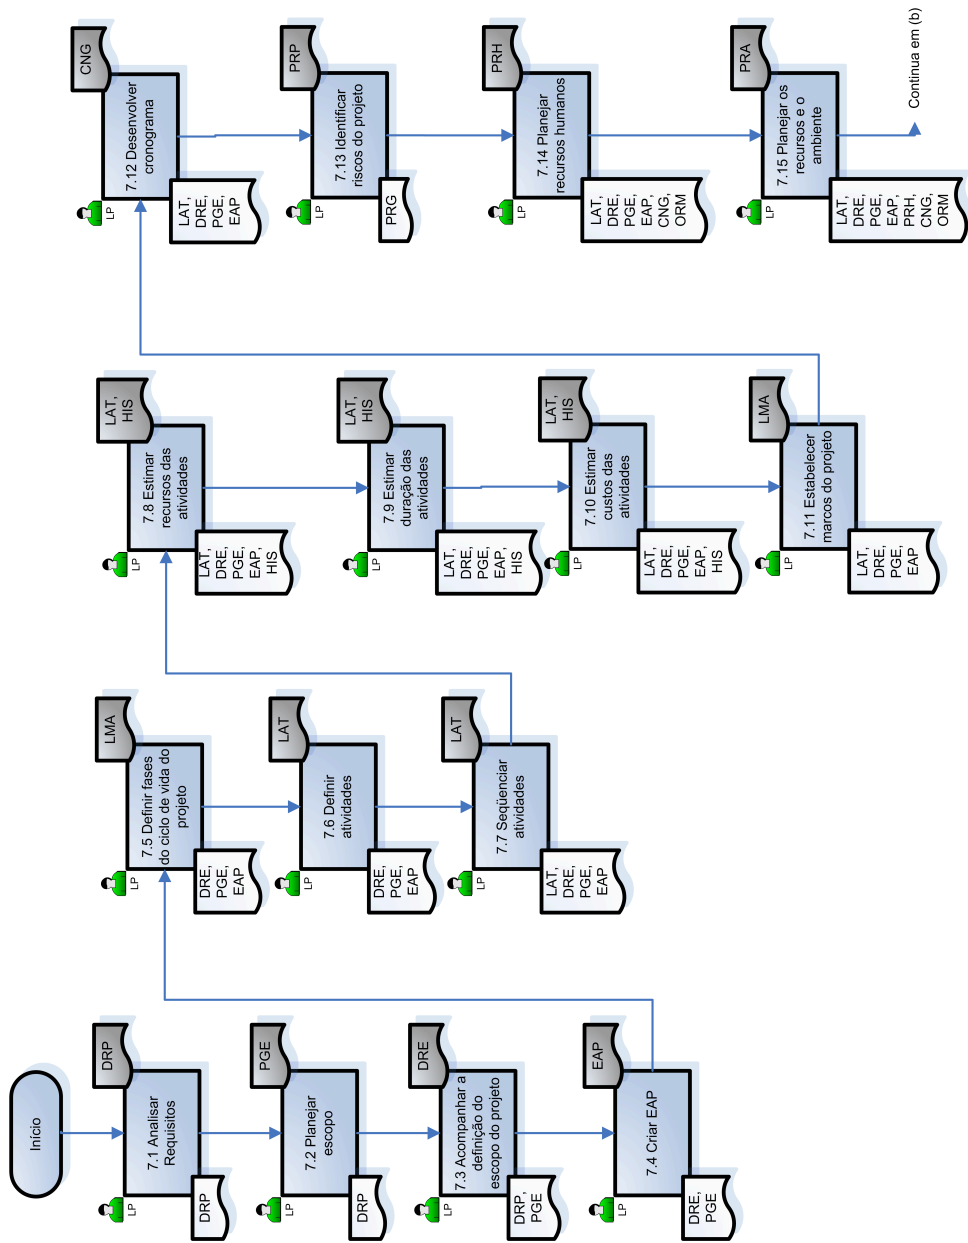 Início
DRP
7.1 Analisar
Requisitos
LP
DRP
PGE
7.2 Planejar
escopo
LP
DRP
DRE
7.3 Acompanhar a
definição do
escopo do projeto
LP
DRP,
PGE
EAP
7.4 Criar EAP
LP
DRE,
PGE
LMA
7.5 Definir fases
do ciclo de vida do
projeto
LP
DRE,
PGE,
EAP
LAT
7.6 Definir
atividades
LP
DRE,
PGE,
EAP
LAT
7.7 Seqüenciar
atividades
LP
LAT,
DRE,
PGE,
EAP
LAT,
HIS
7.8 Estimar
recursos das
atividades
LP
LAT,
DRE,
PGE,
EAP,
HIS
LAT,
HIS
7.9 Estimar
duração das
atividades
LP
LAT,
DRE,
PGE,
EAP,
HIS
LAT,
HIS
7.10 Estimar
custos das
atividades
LP
LAT,
DRE,
PGE,
EAP,
HIS
LMA
7.11 Estabelecer
marcos do projeto
LP
LAT,
DRE,
PGE,
EAP
CNG
7.12 Desenvolver
cronograma
LP
LAT,
DRE,
PGE,
EAP
PRP
7.13 Identificar
riscos do projeto
LP
PRG
PRH
7.14 Planejar
recursos humanos
LP
LAT,
DRE,
PGE,
EAP,
CNG,
ORM
PRA
7.15 Planejar os
recursos e o
ambiente
LP
LAT,
DRE,
PGE,
EAP,
PRH,
CNG,
ORM
Continua em (b)